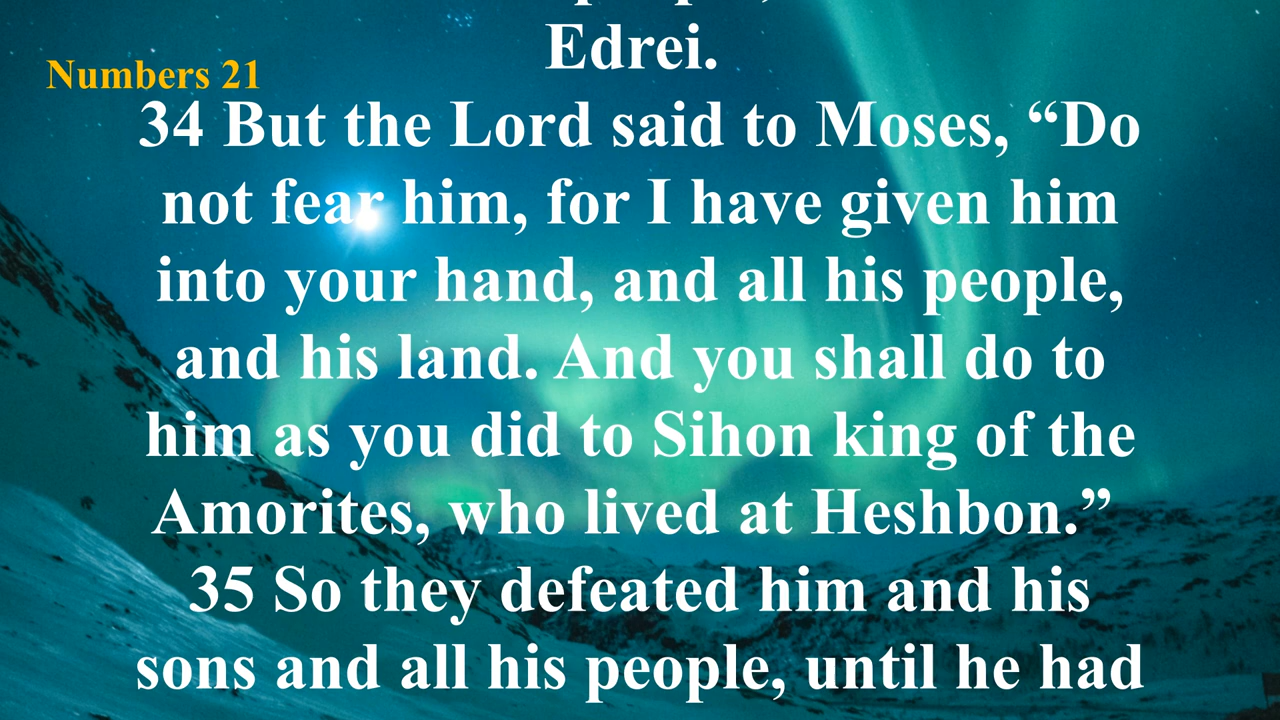 Edrei.
Numbers 21
34 But the Lord said to Moses, “Do
not fear him, for I have given him
into your hand, and all his people,
and his land. And you shall do to
him as you did to Sihon king of the
Amorites, who lived at Heshbon.”
35 So they defeated him and his
sons and all his people, until he had